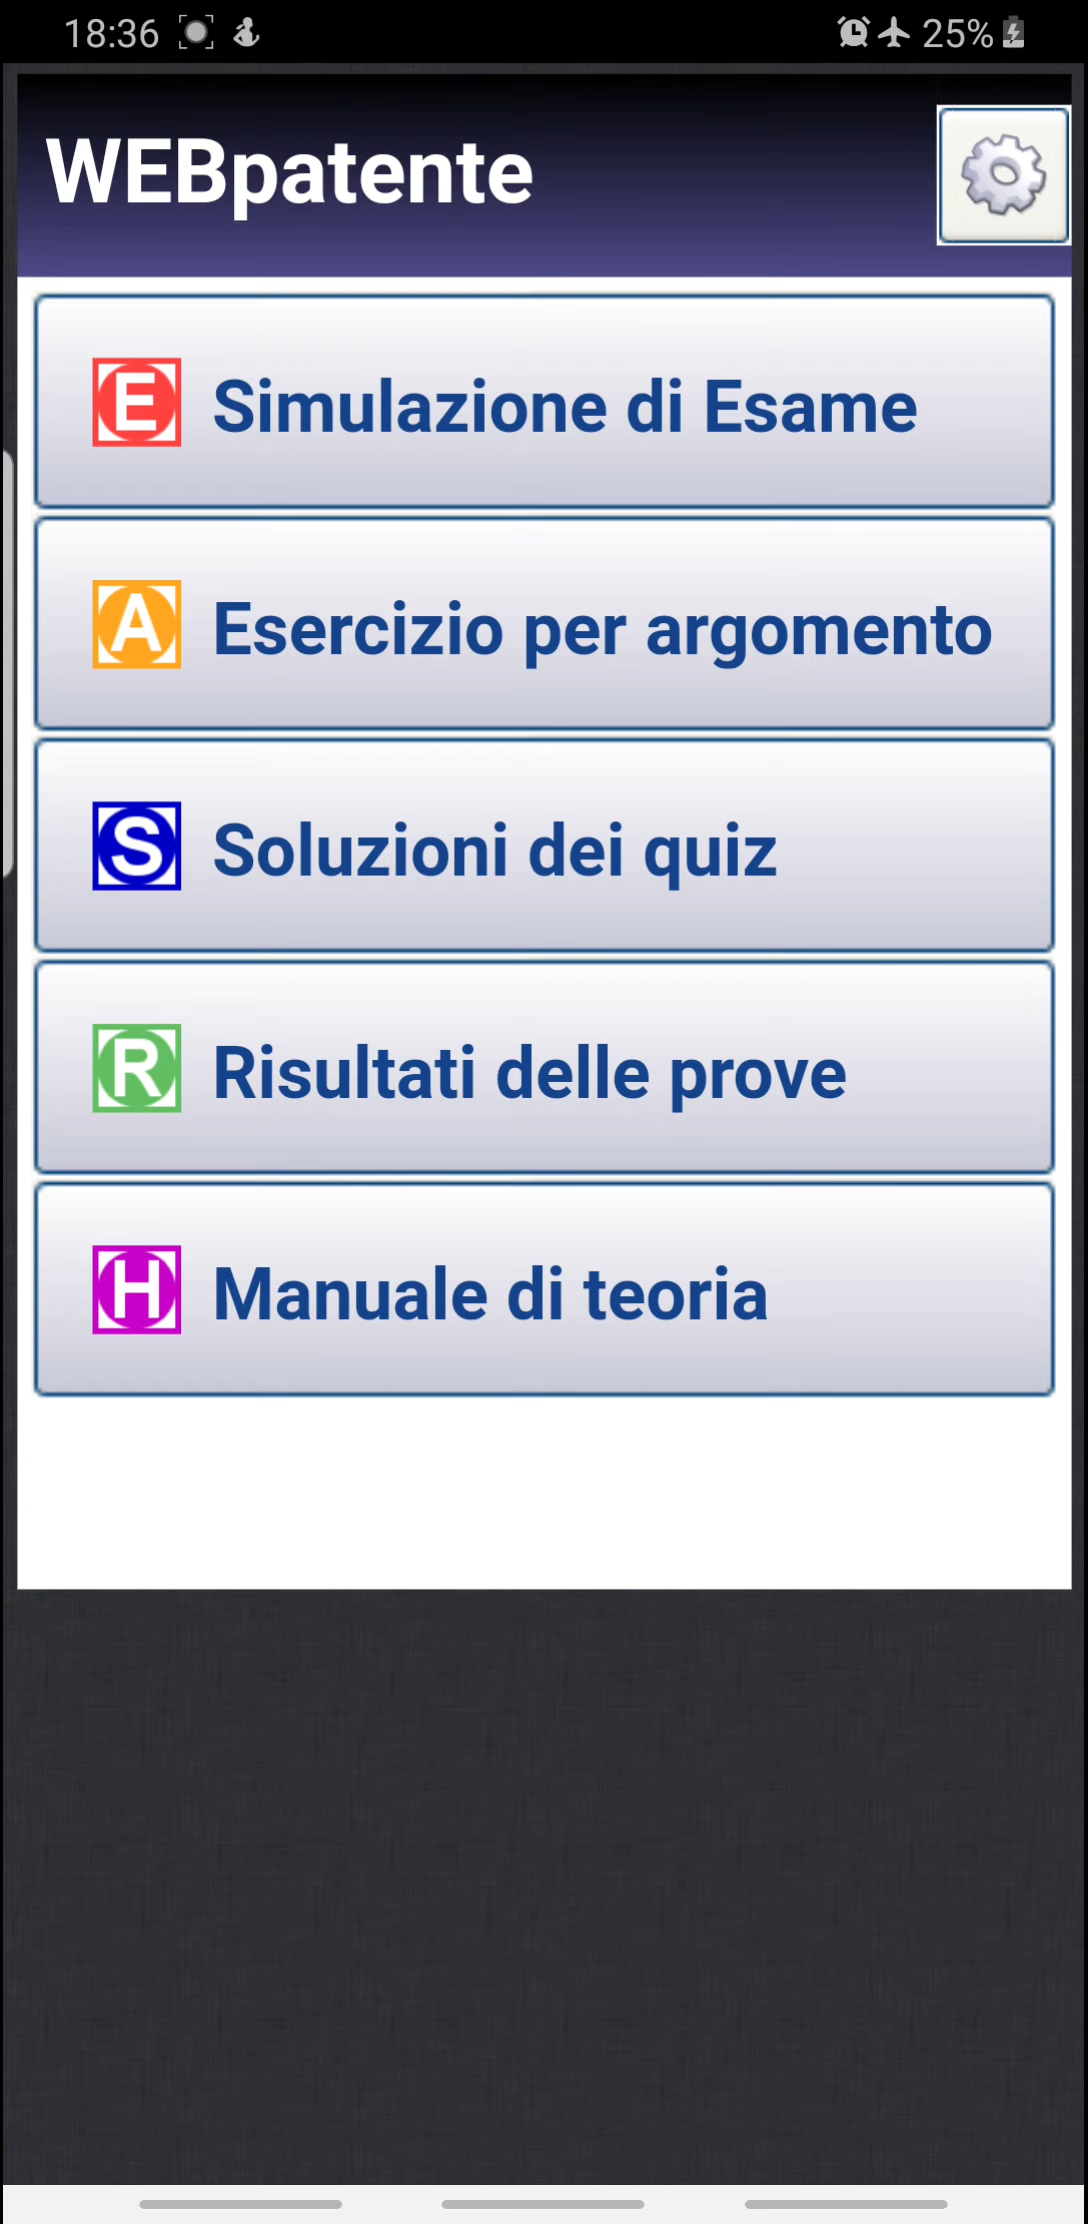 18:36 25%
WEBpatente
E Simulazione di Esame
A Esercizio per argomento
S Soluzioni dei quiz
R Risultati delle prove
H Manuale di teoria